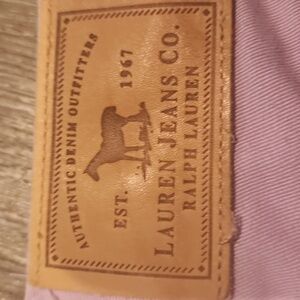 AUTHENTIC DENIM OUTFITTERS
EST. 1967
LAUREN JEANS CO.
RALPH LAUREN